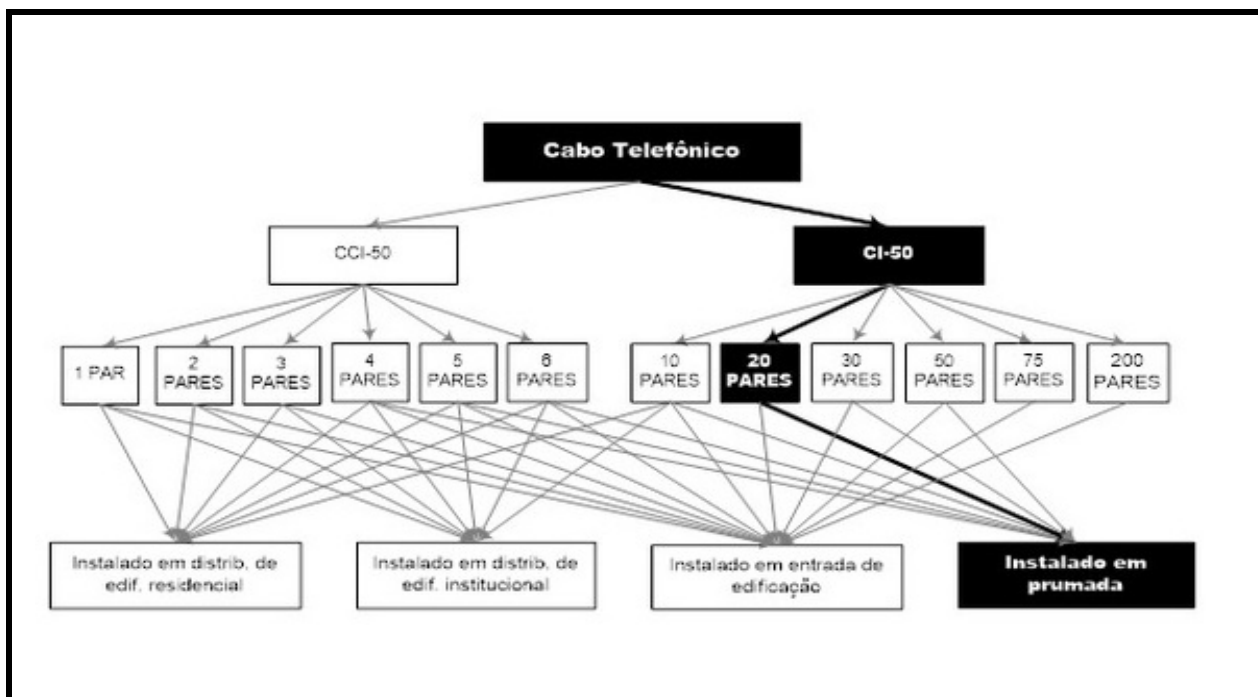 Cabo Telefônico
CCI-50
CI-50
1 PAR
2
PARES
3
PARES
4
PARES
5
PARES
6
PARES
10
PARES
20
PARES
30
PARES
50
PARES
75
PARES
200
PARES
Instalado em distrib. de
edif. residencial
Instalado em distrib. de
edif. institucional
Instalado em entrada de
edificação
Instalado em
prumada